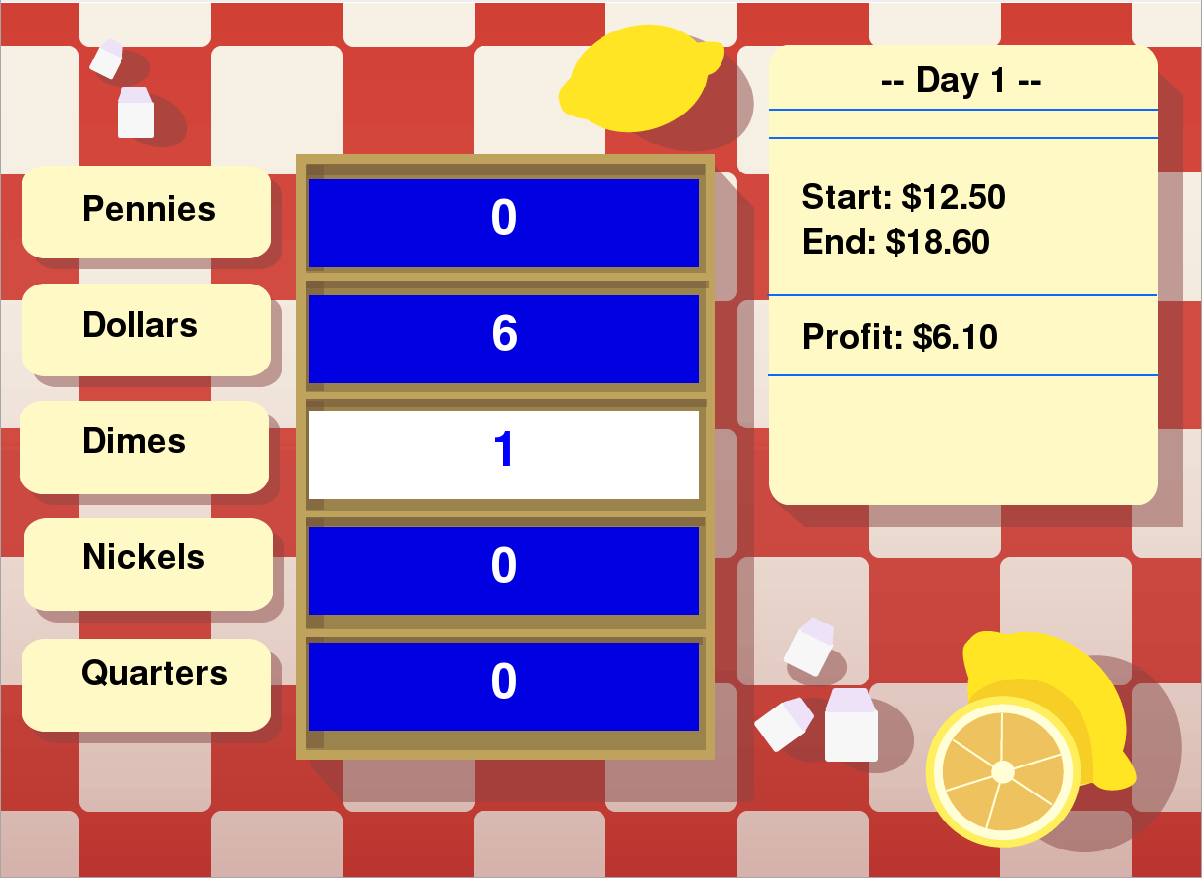 -- Day 1 --
Start: $12.50
End: $18.60
Profit: $6.10
Pennies 0
Dollars 6
Dimes 1
Nickels 0
Quarters 0